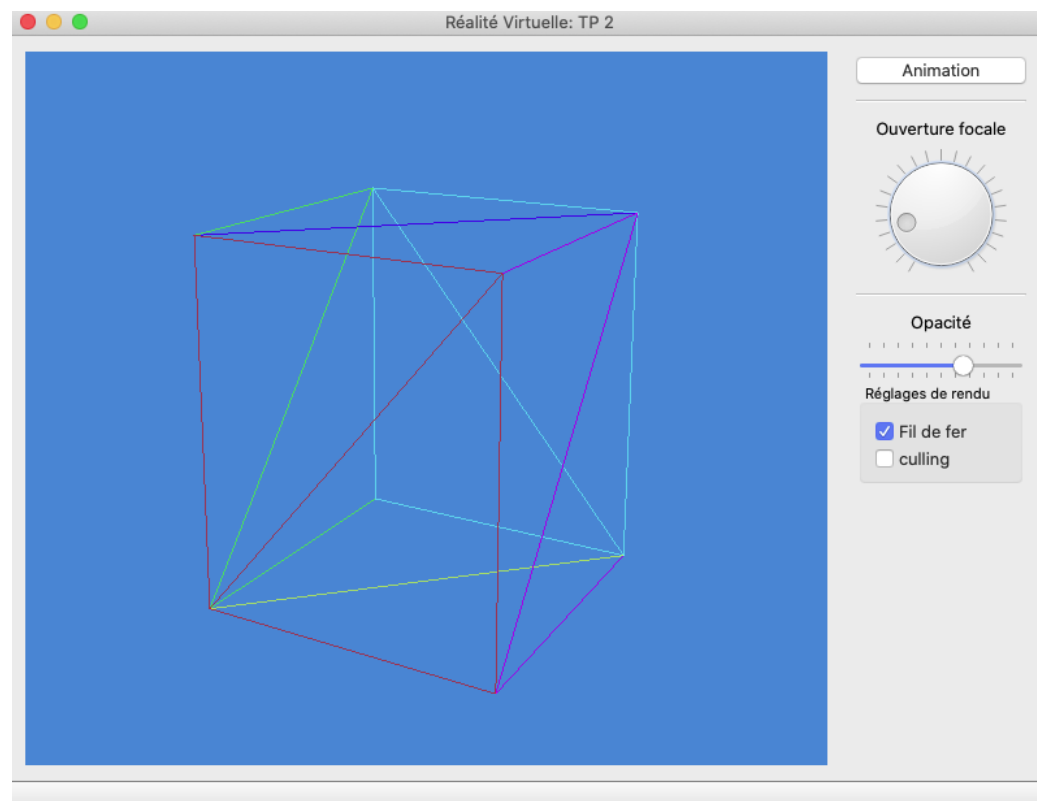 Réalité Virtuelle: TP 2
Animation
Ouverture focale
Opacité
Réglages de rendu
Fil de fer
culling